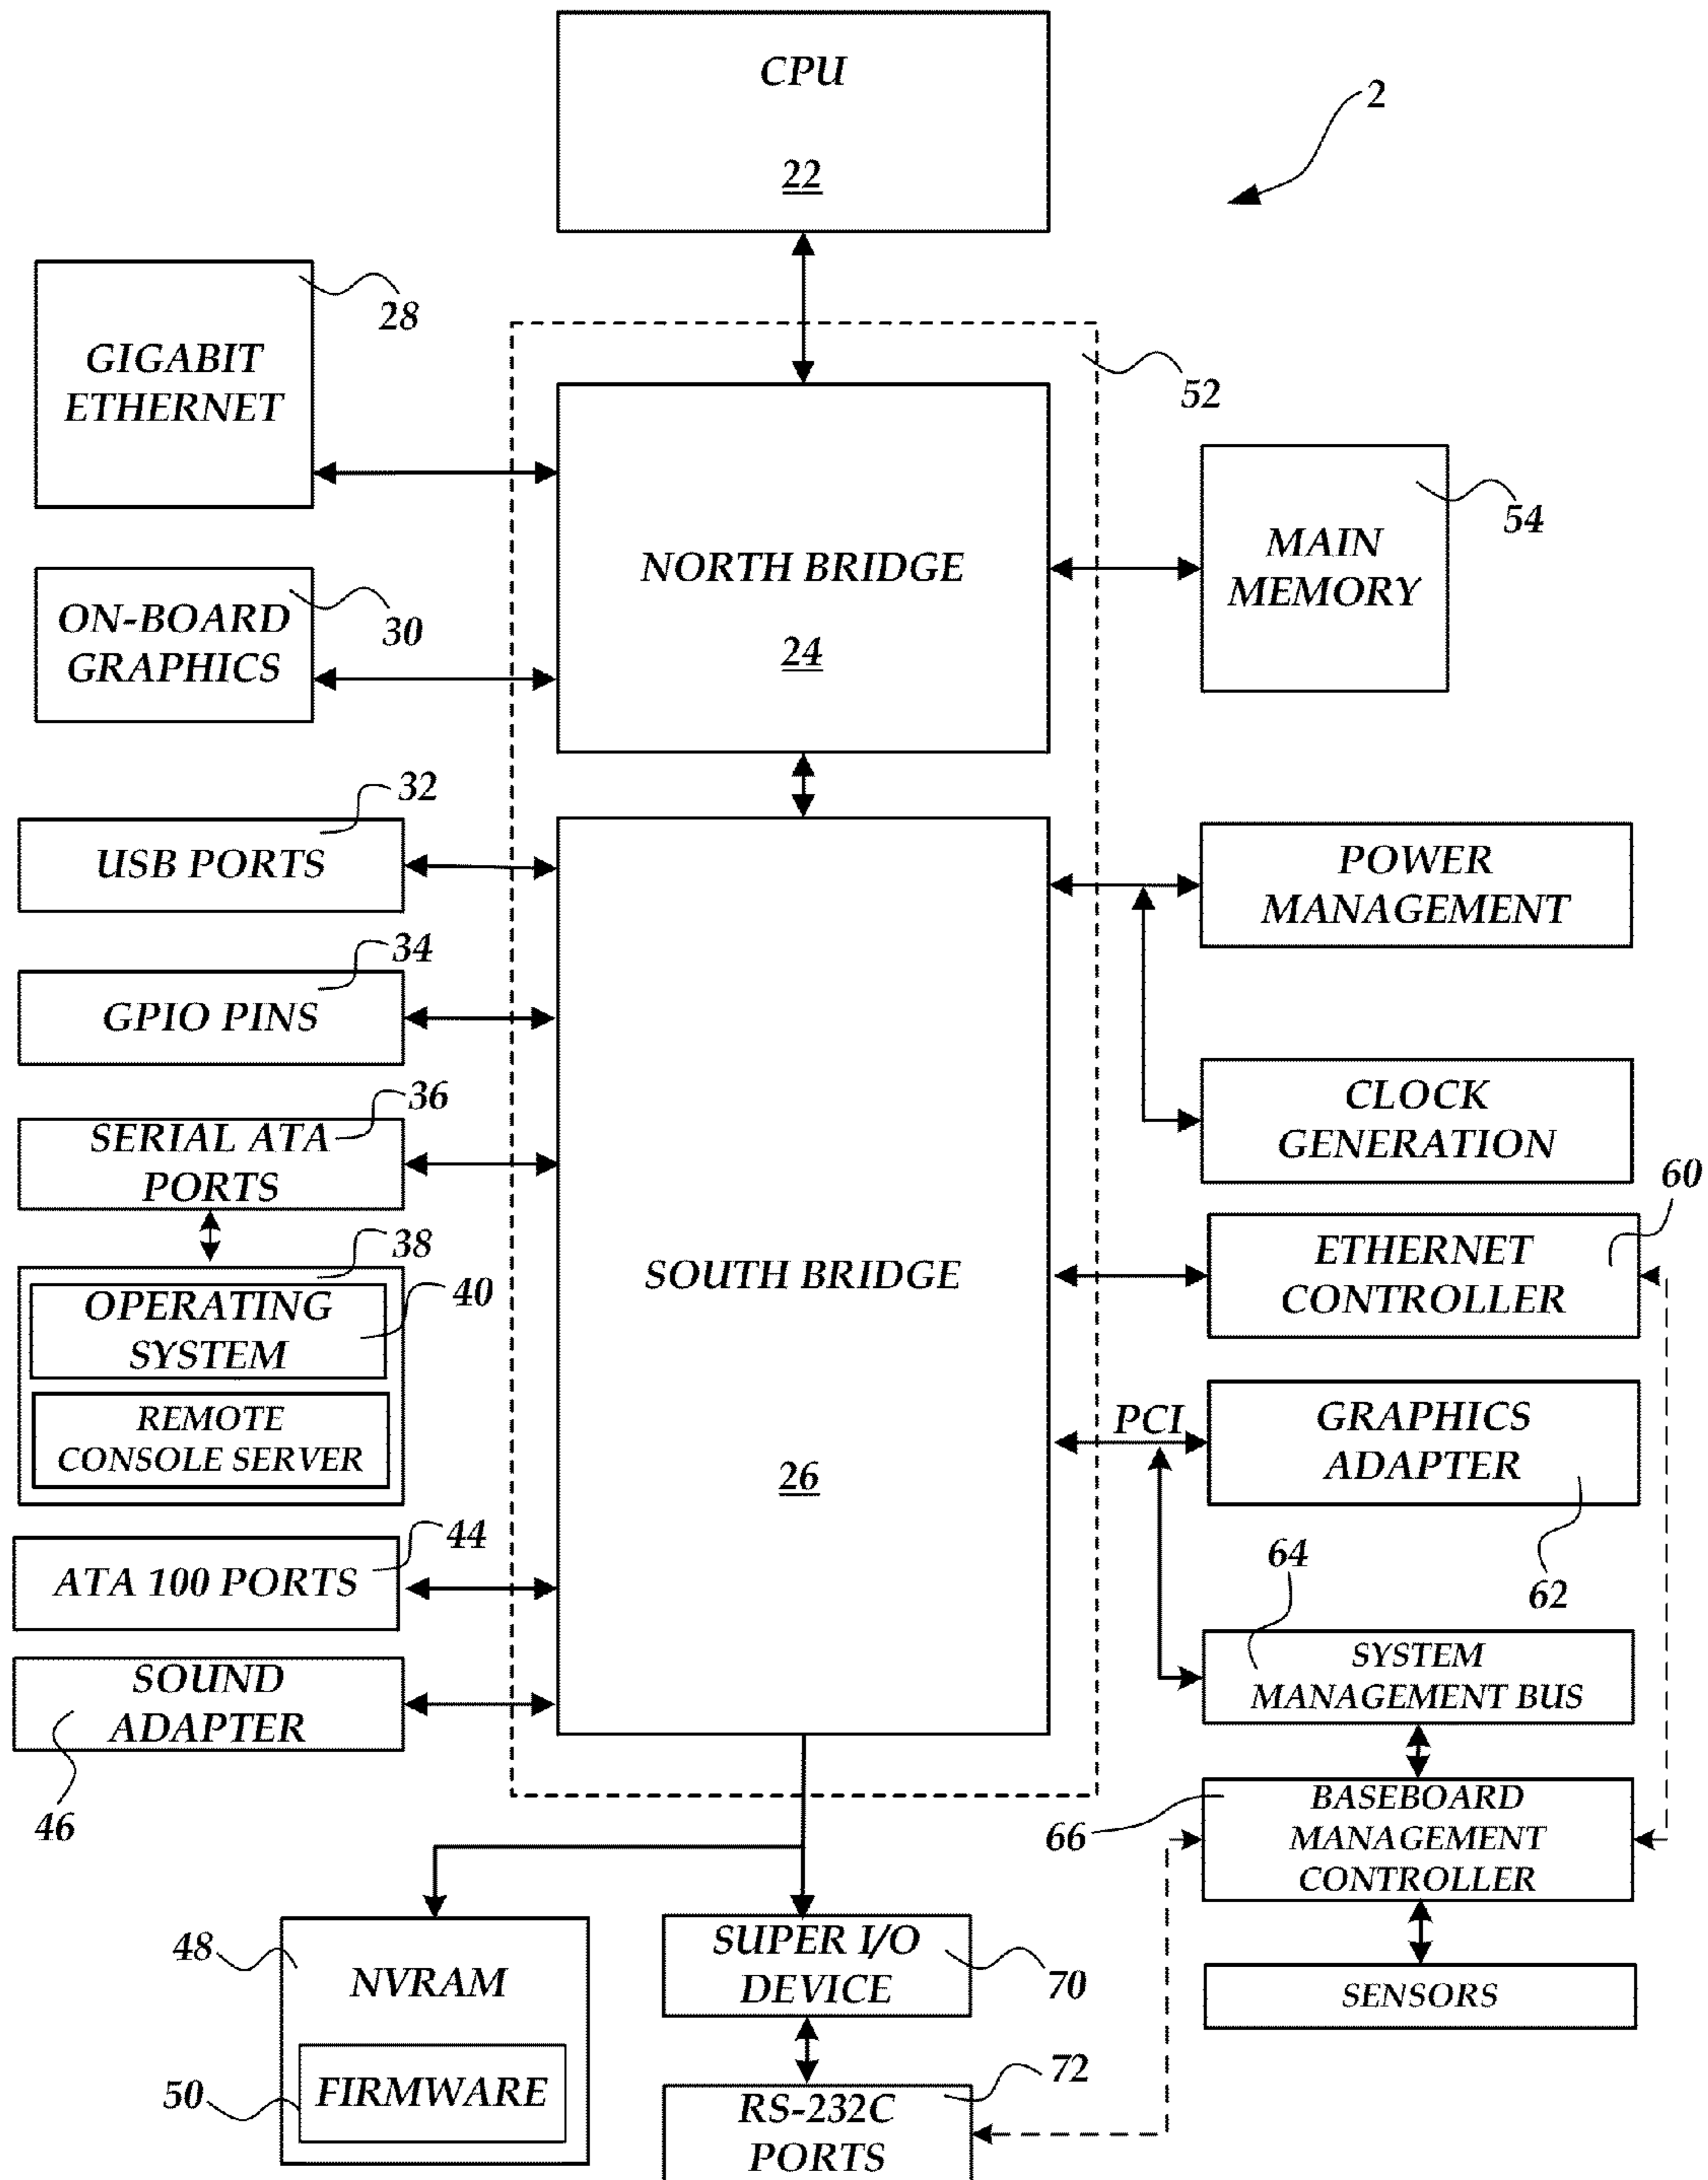 CPU
22
2
28
GIGABIT
ETHERNET
52
54
MAIN
MEMORY
NORTH BRIDGE
24
ON-BOARD
GRAPHICS
30
32
USB PORTS
POWER
MANAGEMENT
34
GPIO PINS
36
SERIAL ATA
PORTS
CLOCK
GENERATION
60
38
OPERATING
SYSTEM
40
REMOTE
CONSOLE SERVER
SOUTH BRIDGE
26
ETHERNET
CONTROLLER
PCI
GRAPHICS
ADAPTER
62
44
ATA 100 PORTS
64
SYSTEM
MANAGEMENT BUS
SOUND
ADAPTER
46
66
BASEBOARD
MANAGEMENT
CONTROLLER
48
NVRAM
50
FIRMWARE
SUPER I/O
DEVICE
70
SENSORS
72
RS-232C
PORTS